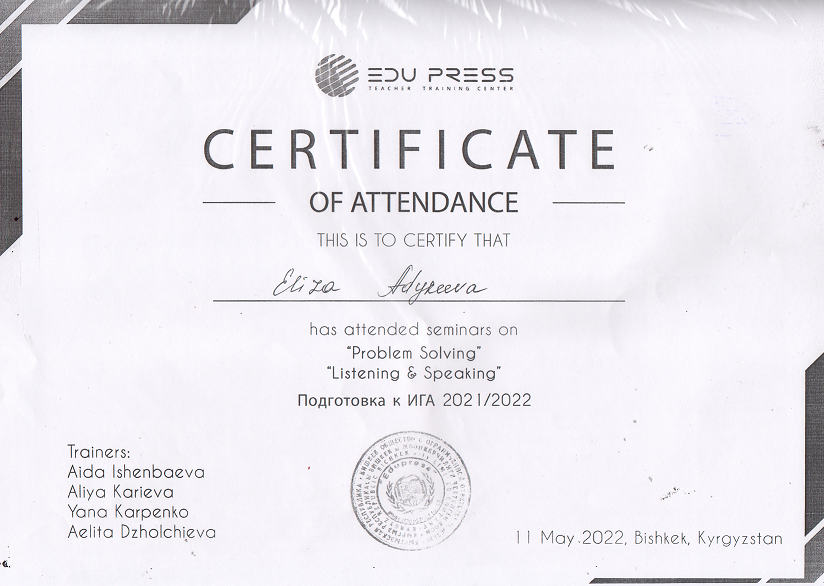 EDU PRESS
TEACHER TRAINING CENTER
CERTIFICATE
OF ATTENDANCE
THIS IS TO CERTIFY THAT
Eliza
has attended seminars on
“Problem Solving”
“Listening & Speaking”
Подготовка к ИГА 2021/2022
Trainers:
Aida Ishenbaeva
Aliya Karieva
Yana Karpenko
Aelita Dzholchieva
"Edupress"
11 May 2022, Bishkek, Kyrgyzstan